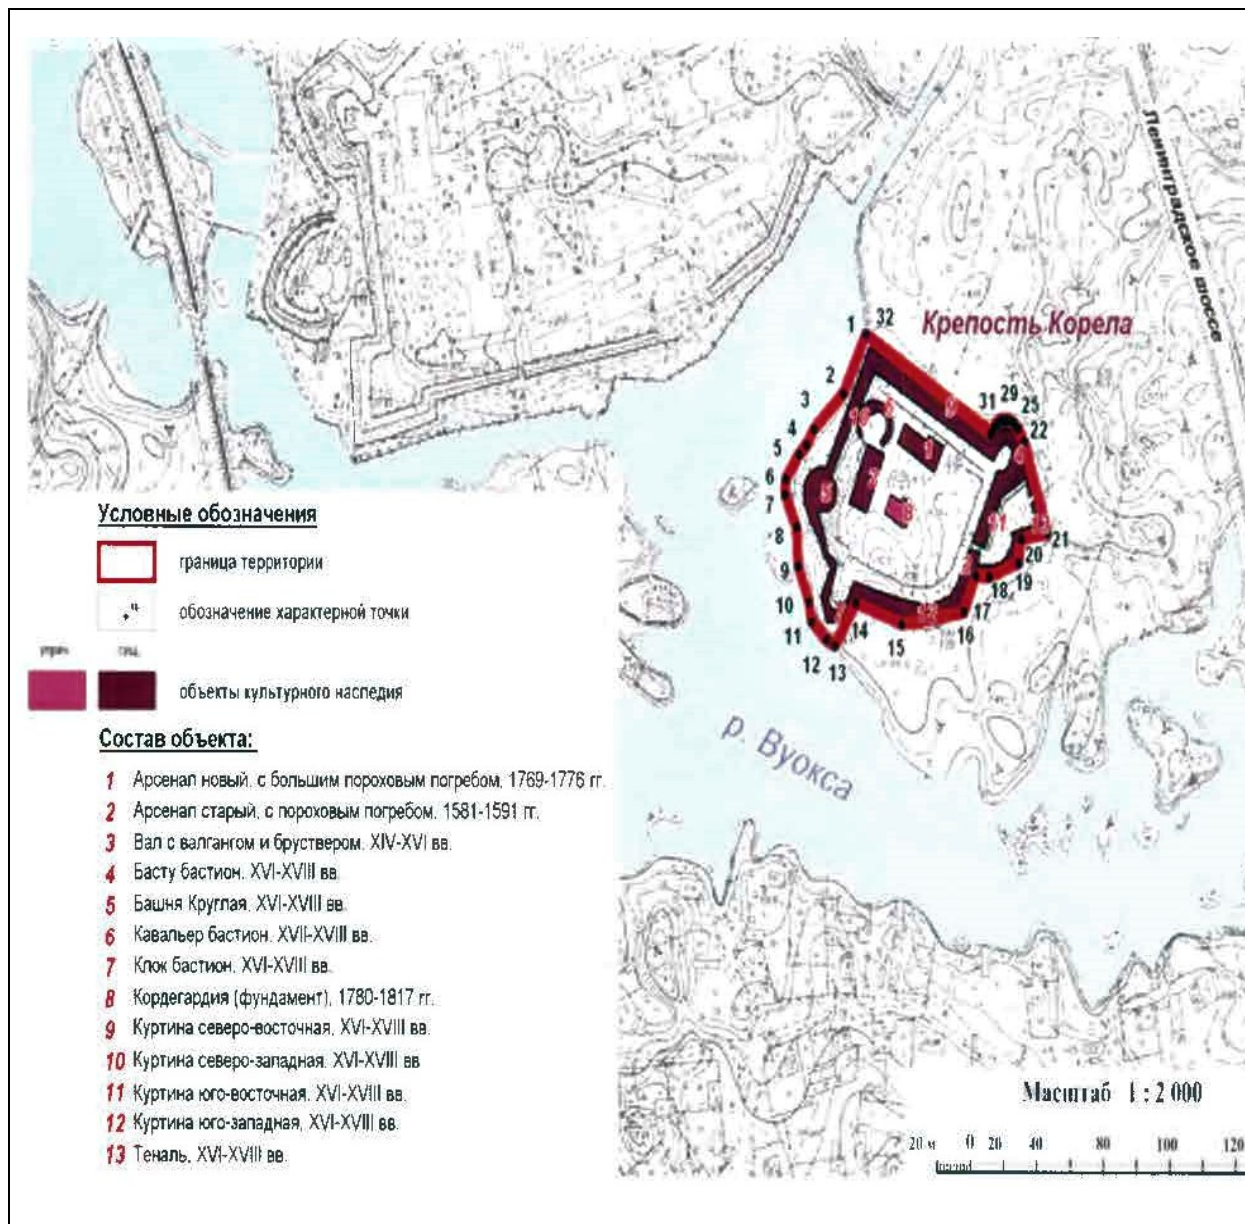 Ленинградское шоссе
Крепость Корела
1 32
2
3
31 29 25
4
22
5
6
7
8
21
20
19
18
10
17
14
11
16
15
12
13
р. Вуокса
Условные обозначения
граница территории
обозначение характерной точки
объекты культурного наследия
Состав объекта:
1 Арсенал новый, с большим пороховым погребом, 1769-1776 гг.
2 Арсенал старый, с пороховым погребом, 1581-1591 гг.
3 Вал с валгангом и бруствером, XIV-XVI вв.
4 Басту бастион, XVI-XVIII вв.
5 Башня Круглая, XVI-XVIII вв.
6 Кавальер бастион, XVII-XVIII вв.
7 Клок бастион, XVI-XVIII вв.
8 Кордегардия (фундамент), 1780-1817 гг.
9 Куртина северо-восточная, XVI-XVIII вв.
10 Куртина северо-западная, XVI-XVIII вв
11 Куртина юго-восточная, XVI-XVIII вв.
12 Куртина юго-западная, XVI-XVIII вв.
13 Теналь, XVI-XVIII вв.
Масштаб 1 : 2 000
20 м 0 20 40 80 100 120